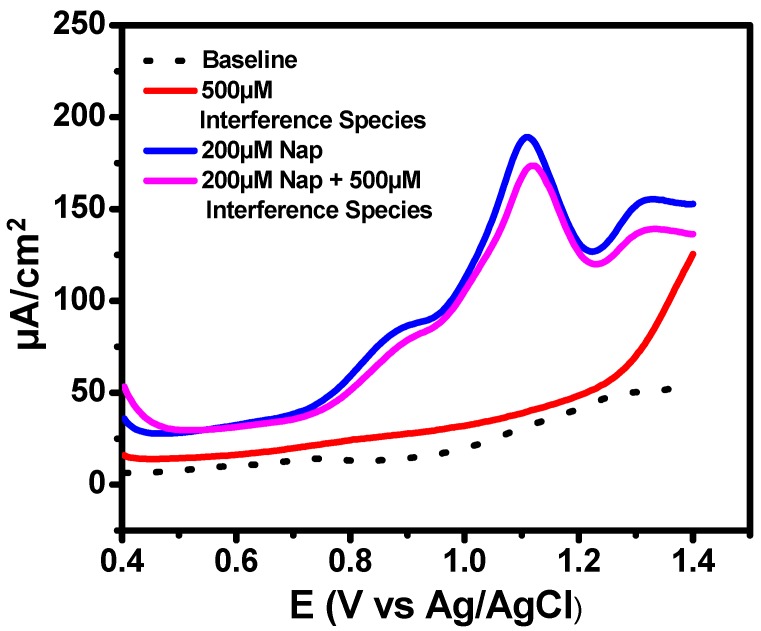 250
200
150
100
50
0
µA/cm²
Baseline
500µM
Interference Species
200µM Nap
200µM Nap + 500µM
Interference Species
0.4 0.6 0.8 1.0 1.2 1.4
E (V vs Ag/AgCl)